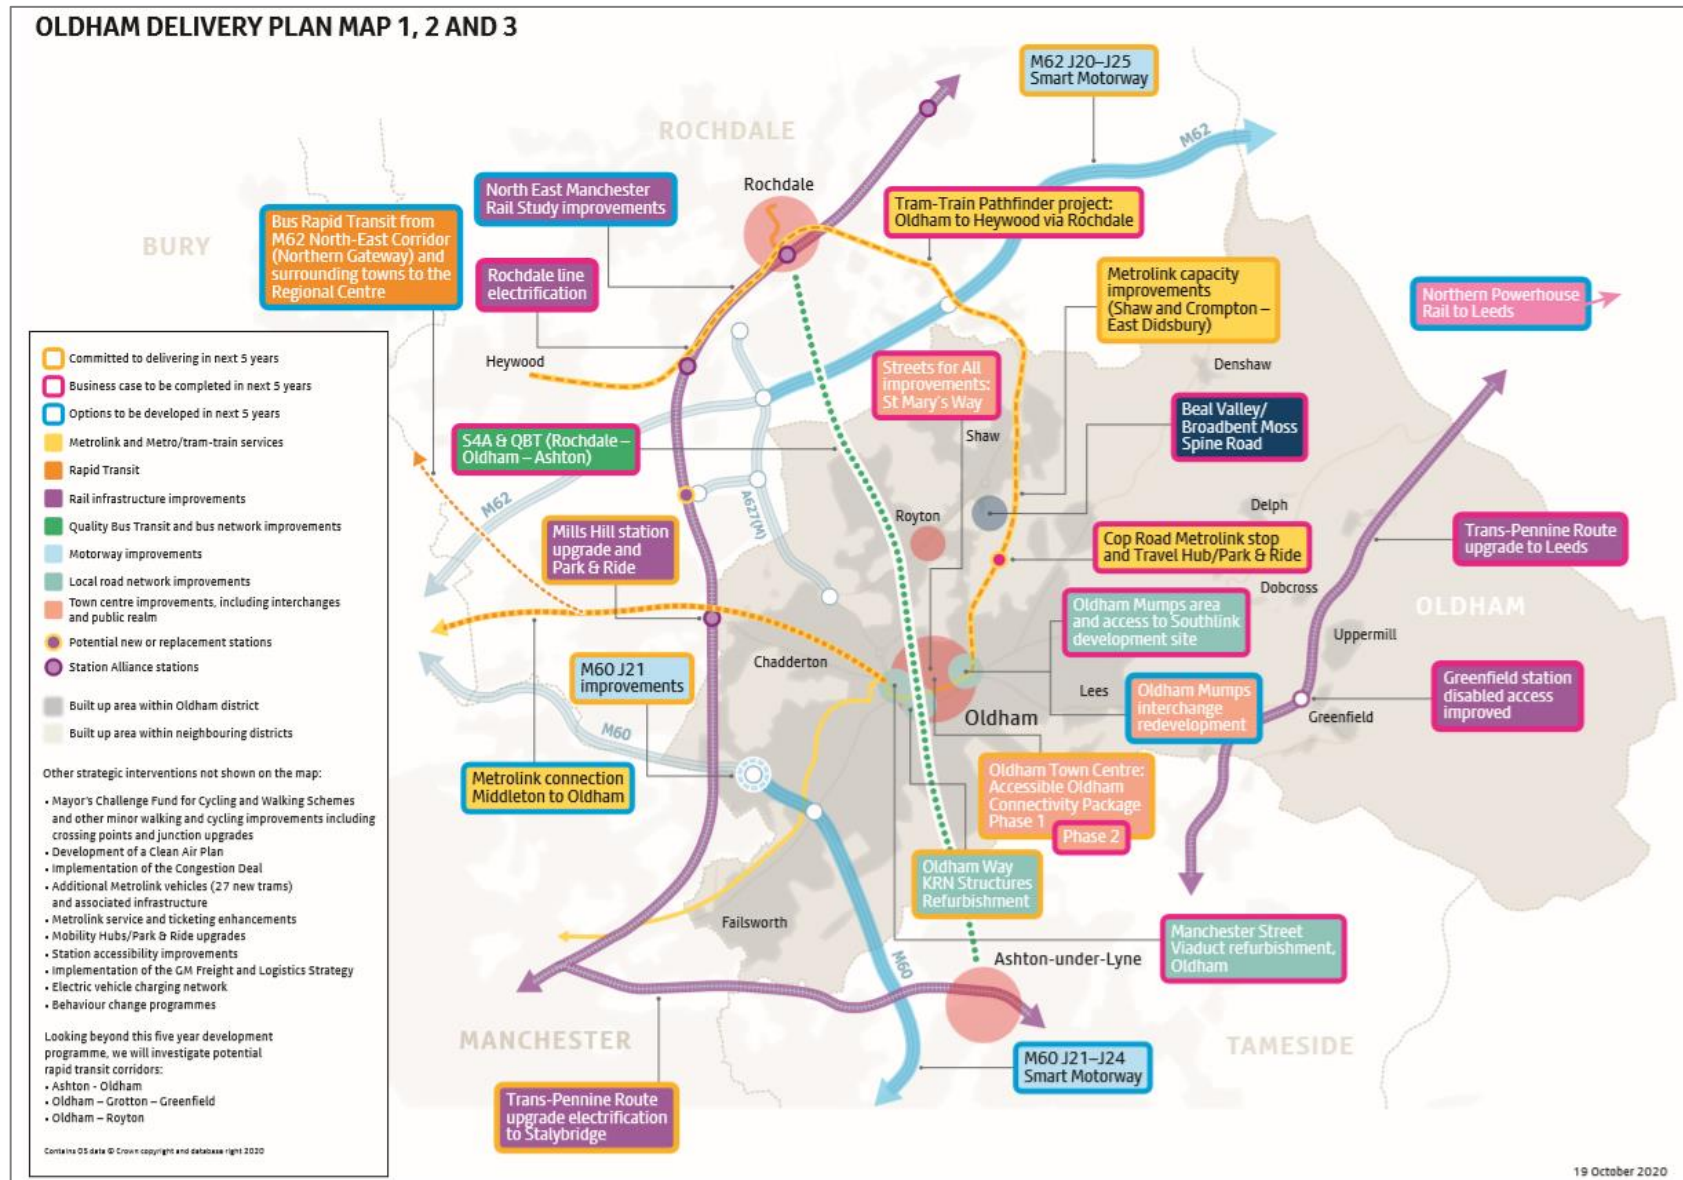 OLDHAM DELIVERY PLAN MAP 1, 2 AND 3
M62 J20–J25
Smart Motorway
M62
ROCHDALE
Rochdale
North East Manchester
Rail Study improvements
Tram-Train Pathfinder project:
Oldham to Heywood via Rochdale
BURY
Bus Rapid Transit from
M62 North-East Corridor
(Northern Gateway) and
surrounding towns to the
Regional Centre
Rochdale line
electrification
Metrolink capacity
improvements
(Shaw and Crompton –
East Didsbury)
Northern Powerhouse
Rail to Leeds
Heywood
Denshaw
Streets for All
improvements:
St Mary's Way
Shaw
Beal Valley/
Broadbent Moss
Spine Road
S4A & QBT (Rochdale –
Oldham – Ashton)
M62
A627(M)
Royton
Delph
Mills Hill station
upgrade and
Park & Ride
Cop Road Metrolink stop
and Travel Hub/Park & Ride
Trans-Pennine Route
upgrade to Leeds
Dobcross
OLDHAM
Oldham Mumps area
and access to Southlink
development site
Uppermill
Chadderton
M60 J21
improvements
Lees
Oldham Mumps
interchange
redevelopment
Greenfield station
disabled access
improved
Greenfield
Oldham
M60
Metrolink connection
Middleton to Oldham
Oldham Town Centre:
Accessible Oldham
Connectivity Package
Phase 1
Phase 2
Oldham Way
KRN Structures
Refurbishment
Failsworth
Manchester Street
Viaduct refurbishment,
Oldham
M60
Ashton-under-Lyne
MANCHESTER
TAMESIDE
M60 J21–J24
Smart Motorway
Trans-Pennine Route
upgrade electrification
to Stalybridge
Committed to delivering in next 5 years
Business case to be completed in next 5 years
Options to be developed in next 5 years
Metrolink and Metro/tram-train services
Rapid Transit
Rail infrastructure improvements
Quality Bus Transit and bus network improvements
Motorway improvements
Local road network improvements
Town centre improvements, including interchanges
and public realm
Potential new or replacement stations
Station Alliance stations
Built up area within Oldham district
Built up area within neighbouring districts
Other strategic interventions not shown on the map:
• Mayor's Challenge Fund for Cycling and Walking Schemes
and other minor walking and cycling improvements including
crossing points and junction upgrades
• Development of a Clean Air Plan
• Implementation of the Congestion Deal
• Additional Metrolink vehicles (27 new trams)
and associated infrastructure
• Metrolink service and ticketing enhancements
• Mobility Hubs/Park & Ride upgrades
• Station accessibility improvements
• Implementation of the GM Freight and Logistics Strategy
• Electric vehicle charging network
• Behaviour change programmes
Looking beyond this five year development
programme, we will investigate potential
rapid transit corridors:
• Ashton - Oldham
• Oldham – Grotton – Greenfield
• Oldham – Royton
Contains OS data © Crown copyright and database right 2020
19 October 2020